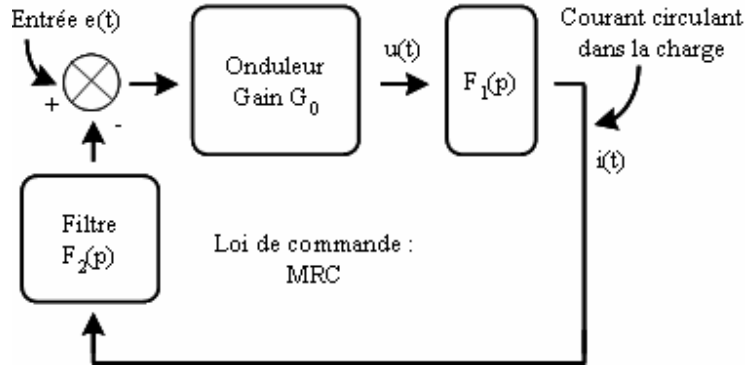 Entrée e(t)
+
-
Onduleur
Gain G0
u(t)
F1(p)
Courant circulant
dans la charge
i(t)
Filtre
F2(p)
Loi de commande :
MRC